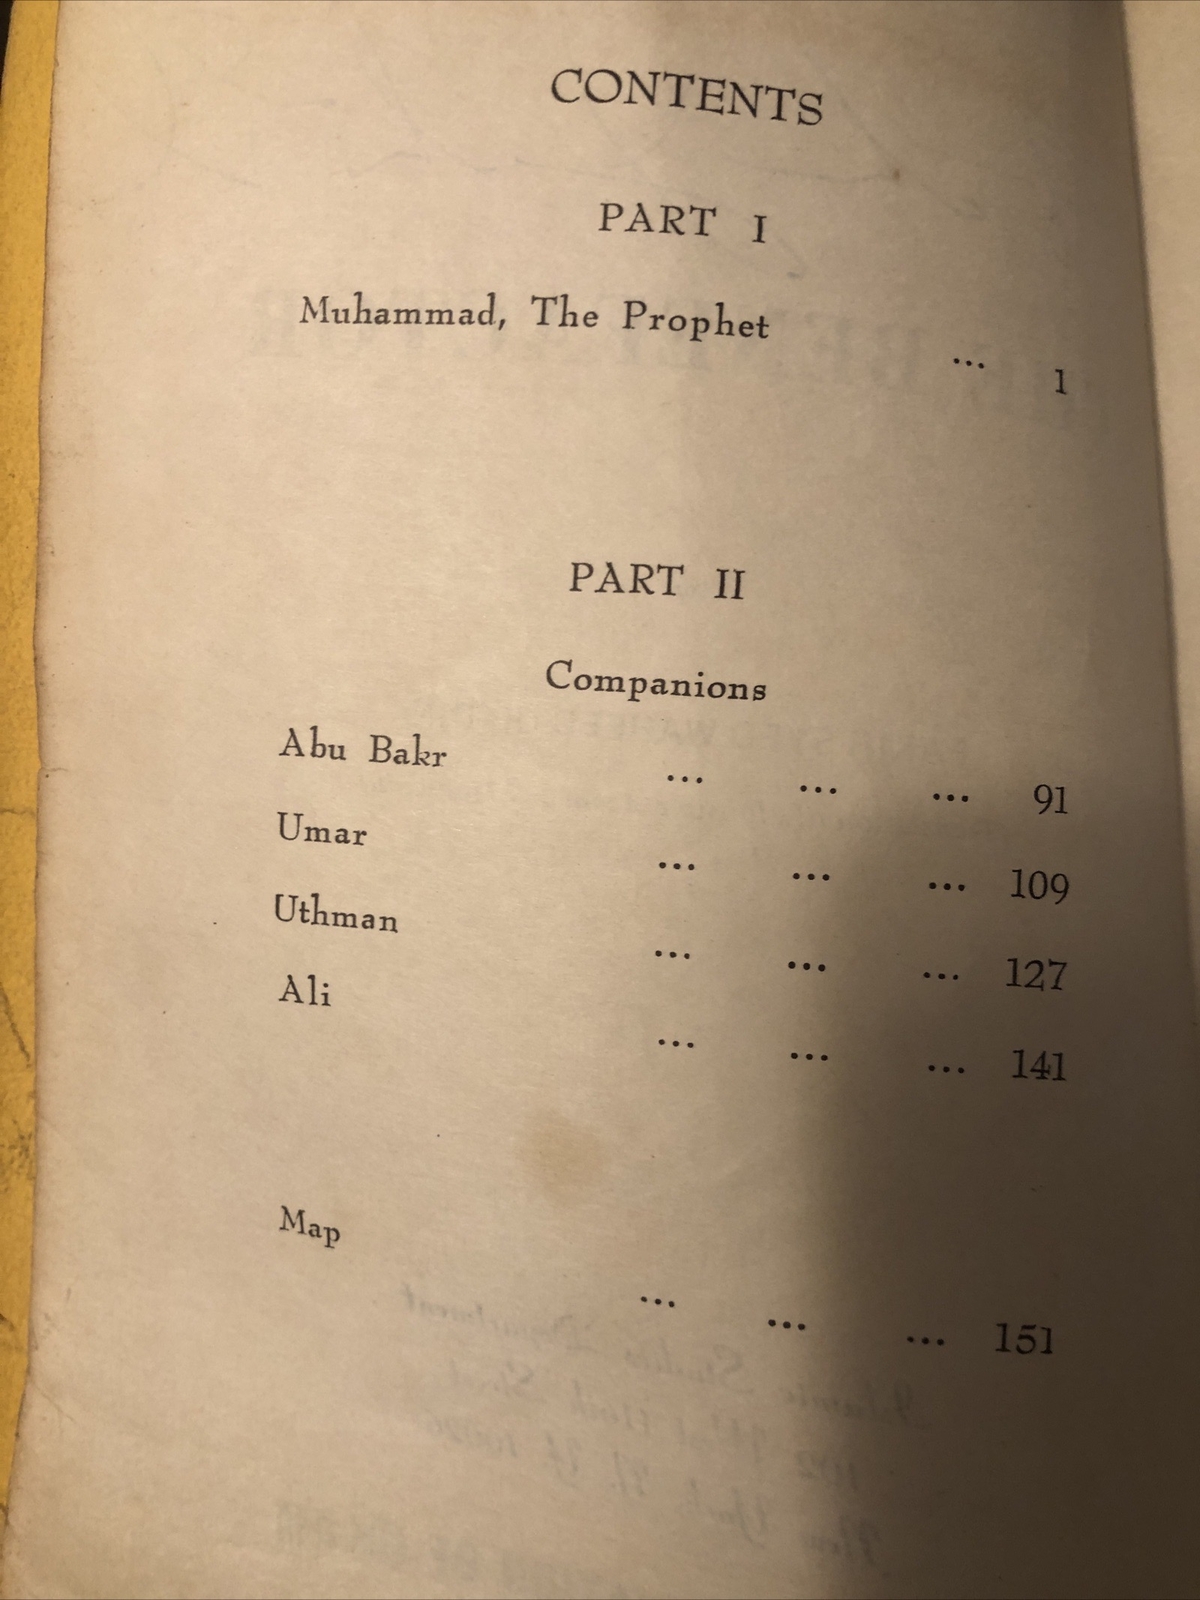 CONTENTS
PART I
Muhammad, The Prophet ... 1
PART II
Companions
Abu Bakr ... ... ... 91
Umar ... ... ... 109
Uthman ... ... ... 127
Ali ... ... ... 141
Map ... ... ... 151